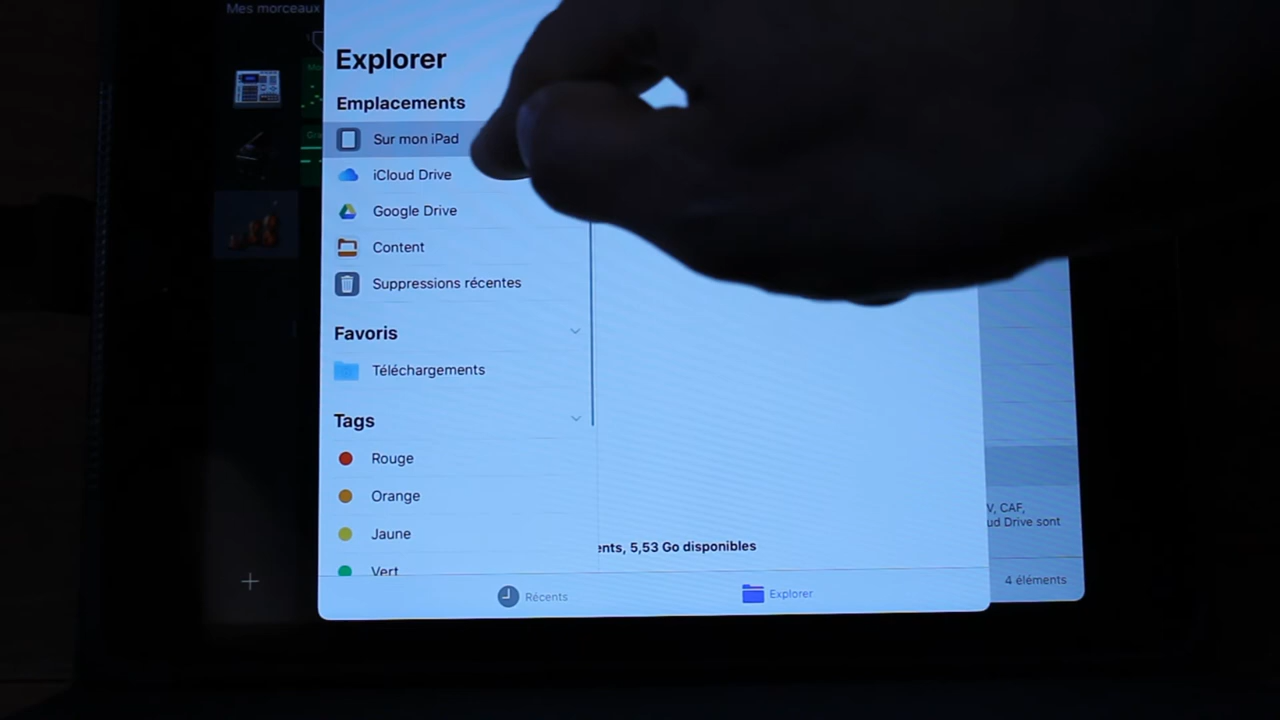 Mes morceaux
Explorer
Emplacements
Sur mon iPad
iCloud Drive
Google Drive
Content
Suppressions récentes
Favoris
Téléchargements
Tags
Rouge
Orange
Jaune
Vert
ents, 5,53 Go disponibles
V, CAF,
ud Drive sont
4 éléments
Récents
Explorer